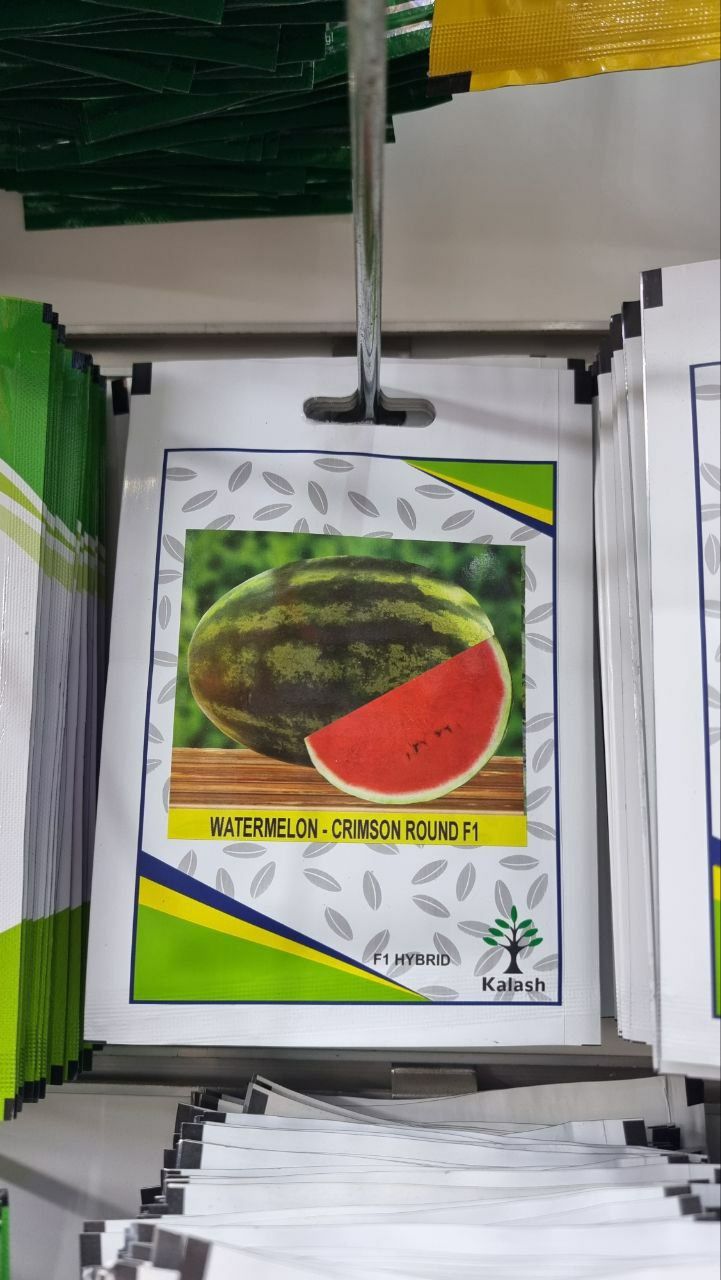 WATERMELON - CRIMSON ROUND F1
F1 HYBRID
Kalash